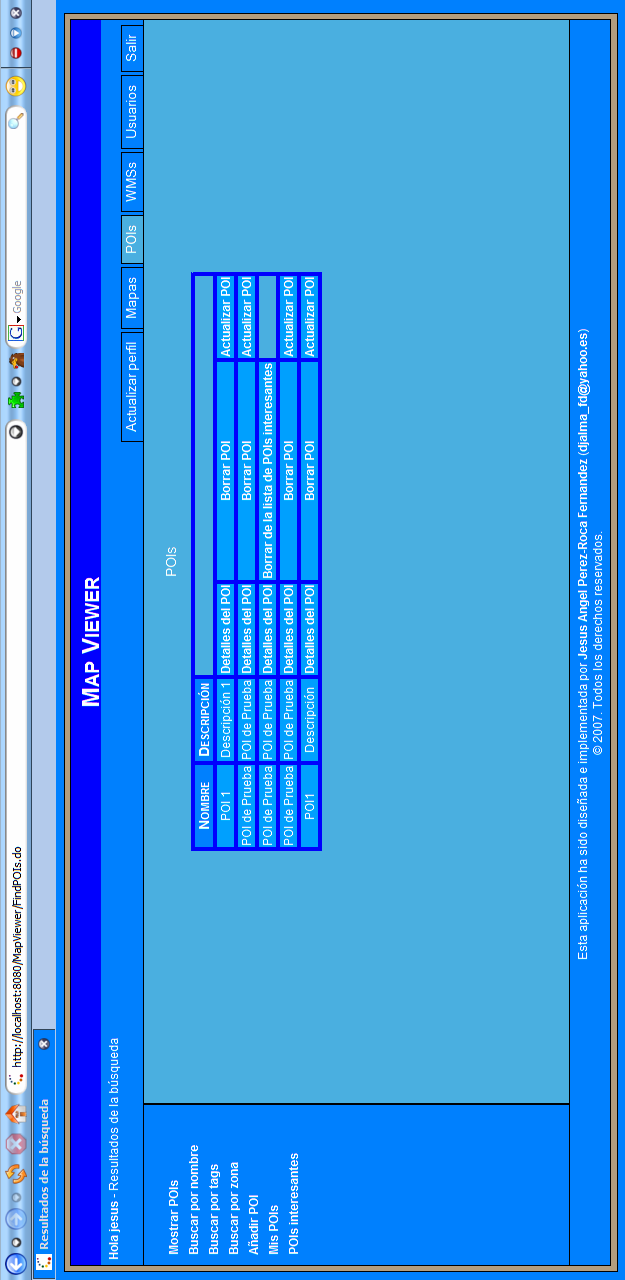 http://localhost:8080/MapViewer/FindPOIs.do
Google
Resultados de la búsqueda
MAP VIEWER
Hola jesus - Resultados de la búsqueda
Actualizar perfil Mapas POIs WMSs Usuarios Salir
Mostrar POIs
Buscar por nombre
Buscar por tags
Buscar por zona
Añadir POI
Mis POIs
POIs interesantes
POIs
NOMBRE DESCRIPCIÓN
POI 1 Descripción 1 Detalles del POI Borrar POI Actualizar POI
POI de Prueba POI de Prueba Detalles del POI Borrar POI Actualizar POI
POI de Prueba POI de Prueba Detalles del POI Borrar de la lista de POIs interesantes
POI de Prueba POI de Prueba Detalles del POI Borrar POI Actualizar POI
POI1 Descripción Detalles del POI Borrar POI Actualizar POI
Esta aplicación ha sido diseñada e implementada por Jesus Angel Perez-Roca Fernandez (djalma_fd@yahoo.es)
© 2007. Todos los derechos reservados.